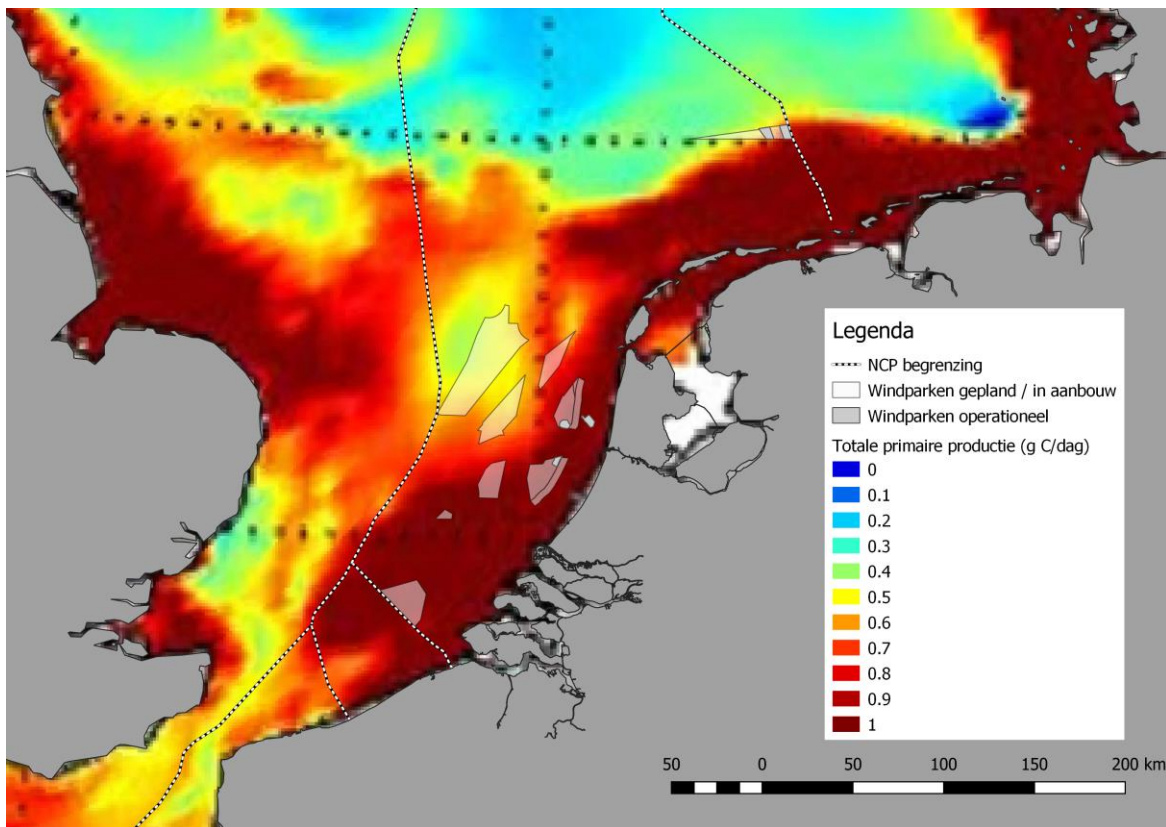 Legenda
NCP begrenzing
Windparken gepland / in aanbouw
Windparken operationeel
Totale primaire productie (g C/dag)
0
0.1
0.2
0.3
0.4
0.5
0.6
0.7
0.8
0.9
1
50 0 50 100 150 200 km